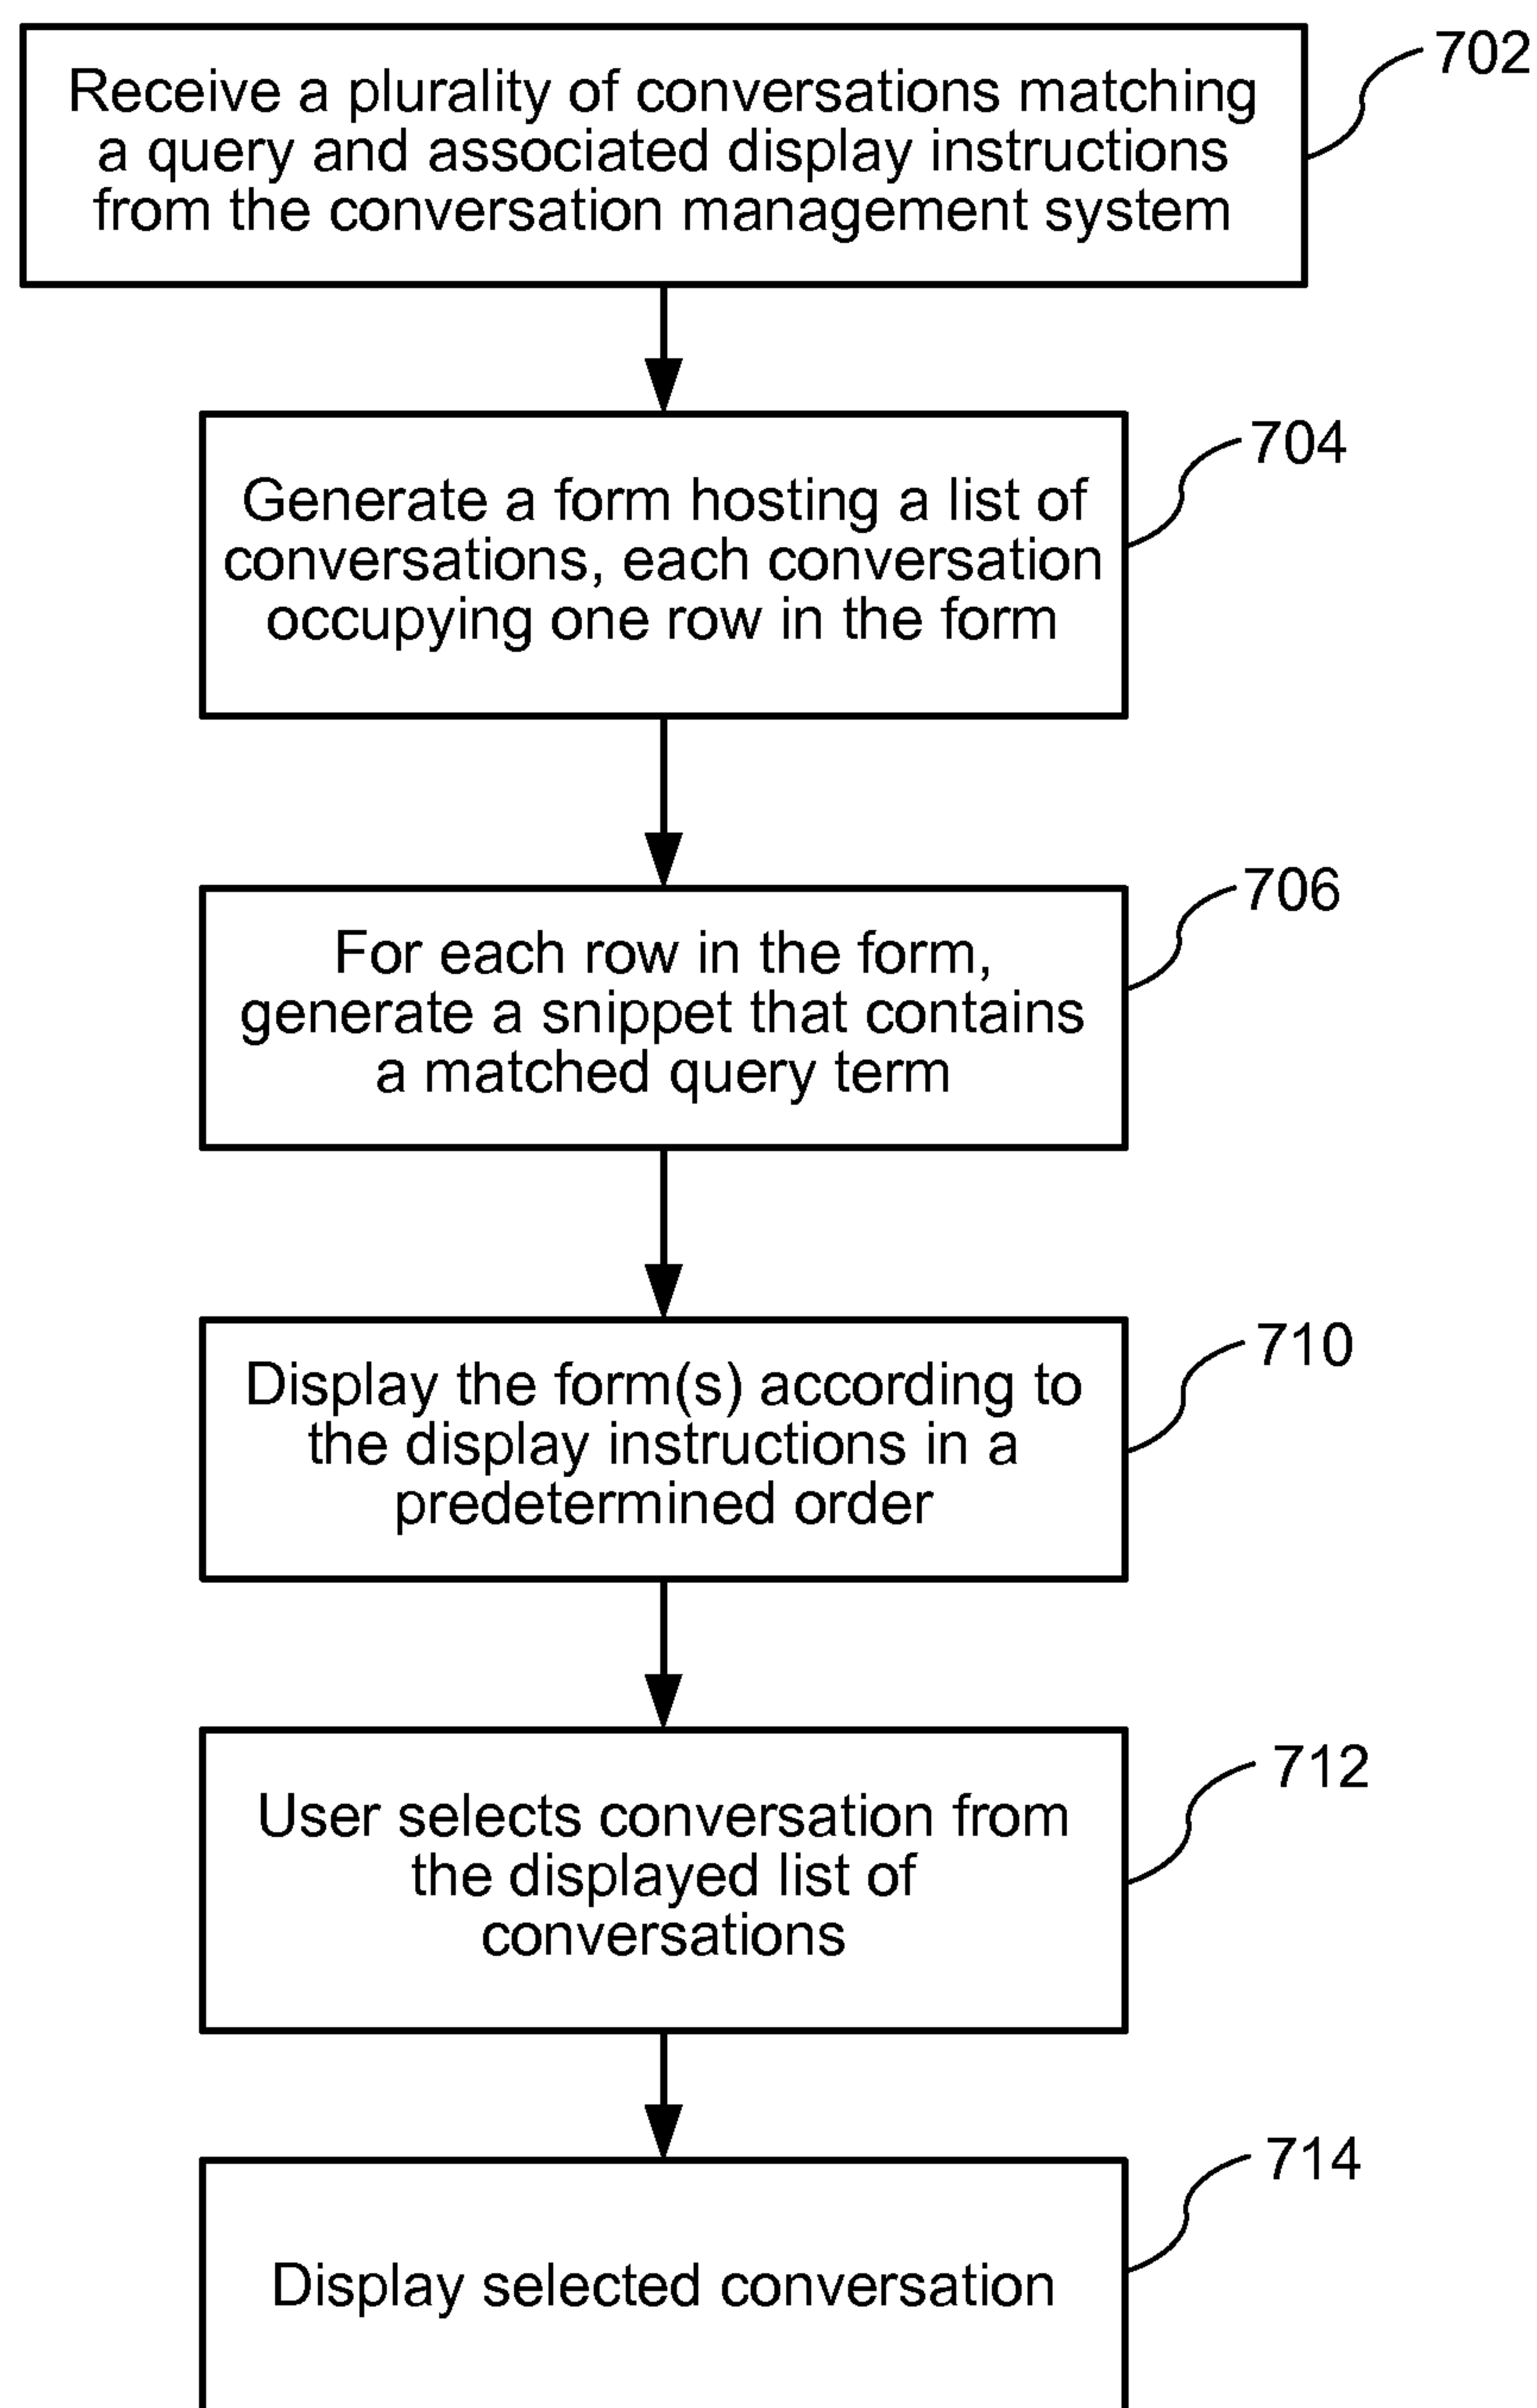 702
Receive a plurality of conversations matching
a query and associated display instructions
from the conversation management system
704
Generate a form hosting a list of
conversations, each conversation
occupying one row in the form
706
For each row in the form,
generate a snippet that contains
a matched query term
710
Display the form(s) according to
the display instructions in a
predetermined order
712
User selects conversation from
the displayed list of
conversations
714
Display selected conversation